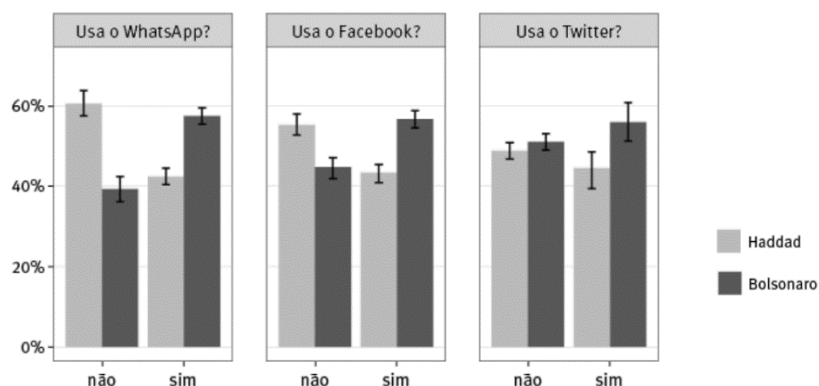 Usa o WhatsApp? Usa o Facebook? Usa o Twitter?
60%
40%
20%
0%
não sim não sim não sim
Haddad
Bolsonaro